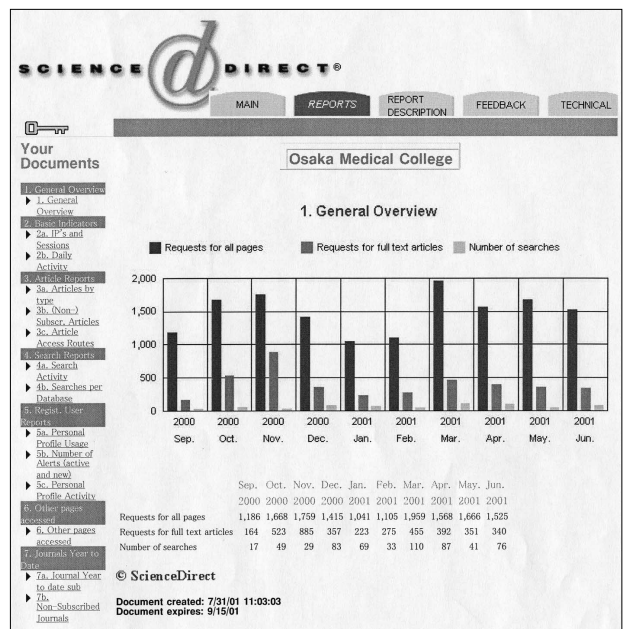 SCIENCE d DIRECT®
MAIN
REPORTS
REPORT
DESCRIPTION
FEEDBACK
TECHNICAL
Your
Documents
1. General Overview
1. General
Overview
2. Basic Indicators
2a. IP's and
Sessions
2b. Daily
Activity
3. Article Reports
3a. Articles by
type
3b. (Non-)
Subscr. Articles
3c. Article
Access Routes
4. Search Reports
4a. Search
Activity
4b. Searches per
Database
5. Regist. User
Reports
5a. Personal
Profile Usage
5b. Number of
Alerts (active
and new)
5c. Personal
Profile Activity
6. Other pages
accessed
6. Other pages
accessed
7. Journals Year to
Date
7a. Journal Year
to date sub
7b.
Non-Subscribed
Journals
Osaka Medical College
1. General Overview
Requests for all pages Requests for full text articles Number of searches
2,000
1,500
1,000
500
0
2000 2000 2000 2000 2001 2001 2001 2001 2001 2001
Sep. Oct. Nov. Dec. Jan. Feb. Mar. Apr. May. Jun.
Sep. Oct. Nov. Dec. Jan. Feb. Mar. Apr. May. Jun.
2000 2000 2000 2000 2001 2001 2001 2001 2001 2001
Requests for all pages 1,186 1,668 1,759 1,415 1,041 1,105 1,959 1,568 1,666 1,525
Requests for full text articles 164 523 885 357 223 275 455 392 351 340
Number of searches 17 49 29 83 69 33 110 87 41 76
© ScienceDirect
Document created: 7/31/01 11:03:03
Document expires: 9/15/01